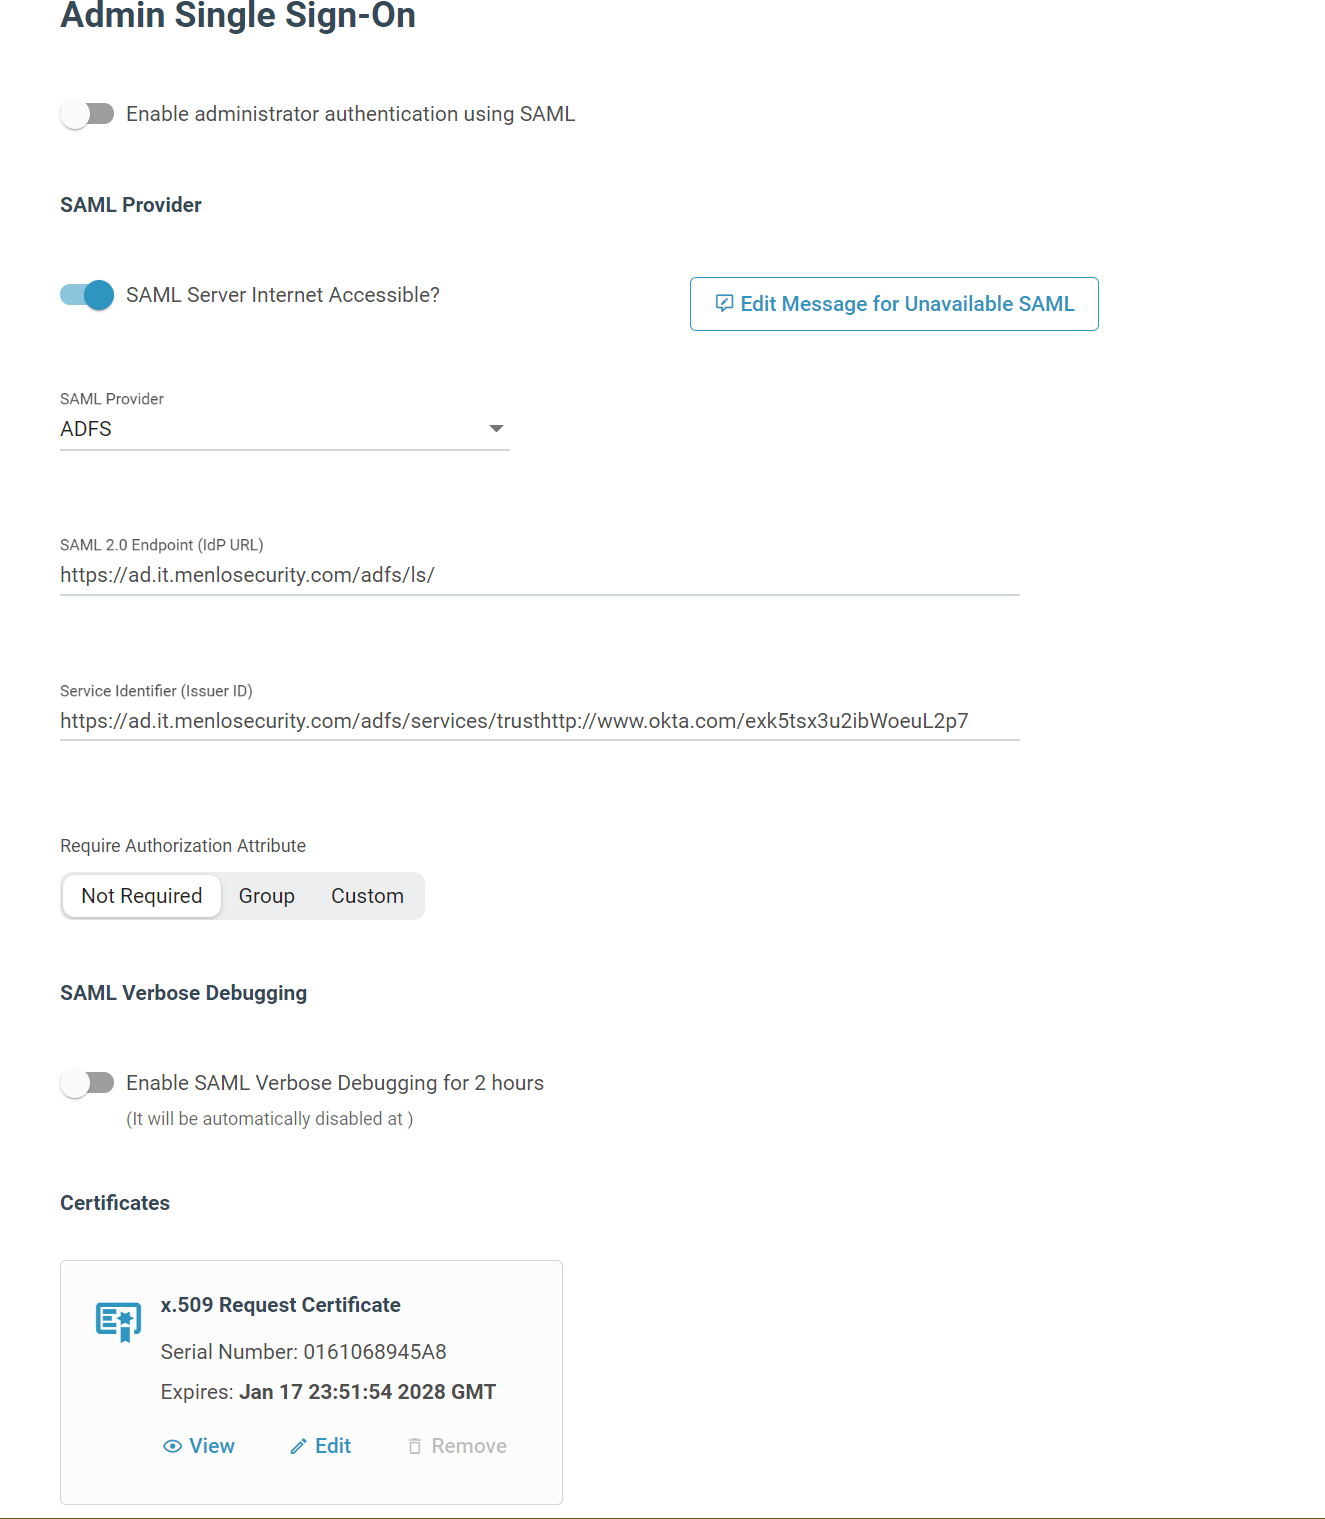 Admin Single Sign-On
Enable administrator authentication using SAML
SAML Provider
SAML Server Internet Accessible?
Edit Message for Unavailable SAML
SAML Provider
ADFS
SAML 2.0 Endpoint (IdP URL)
https://ad.it.menlosecurity.com/adfs/ls/
Service Identifier (Issuer ID)
https://ad.it.menlosecurity.com/adfs/services/trusthttp://www.okta.com/exk5tsx3u2ibWoeuL2p7
Require Authorization Attribute
Not Required Group Custom
SAML Verbose Debugging
Enable SAML Verbose Debugging for 2 hours
(It will be automatically disabled at )
Certificates
x.509 Request Certificate
Serial Number: 0161068945A8
Expires: Jan 17 23:51:54 2028 GMT
View Edit Remove